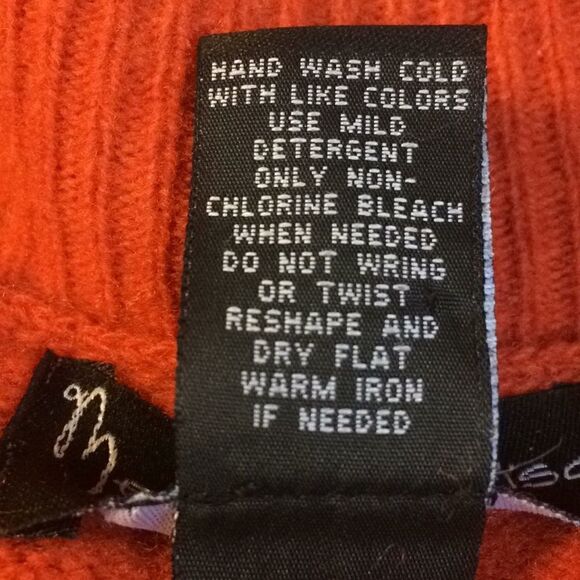 HAND WASH COLD
WITH LIKE COLORS
USE MILD
DETERGENT
ONLY NON-
CHLORINE BLEACH
WHEN NEEDED
DO NOT WRING
OR TWIST
RESHAPE AND
DRY FLAT
WARM IRON
IF NEEDED